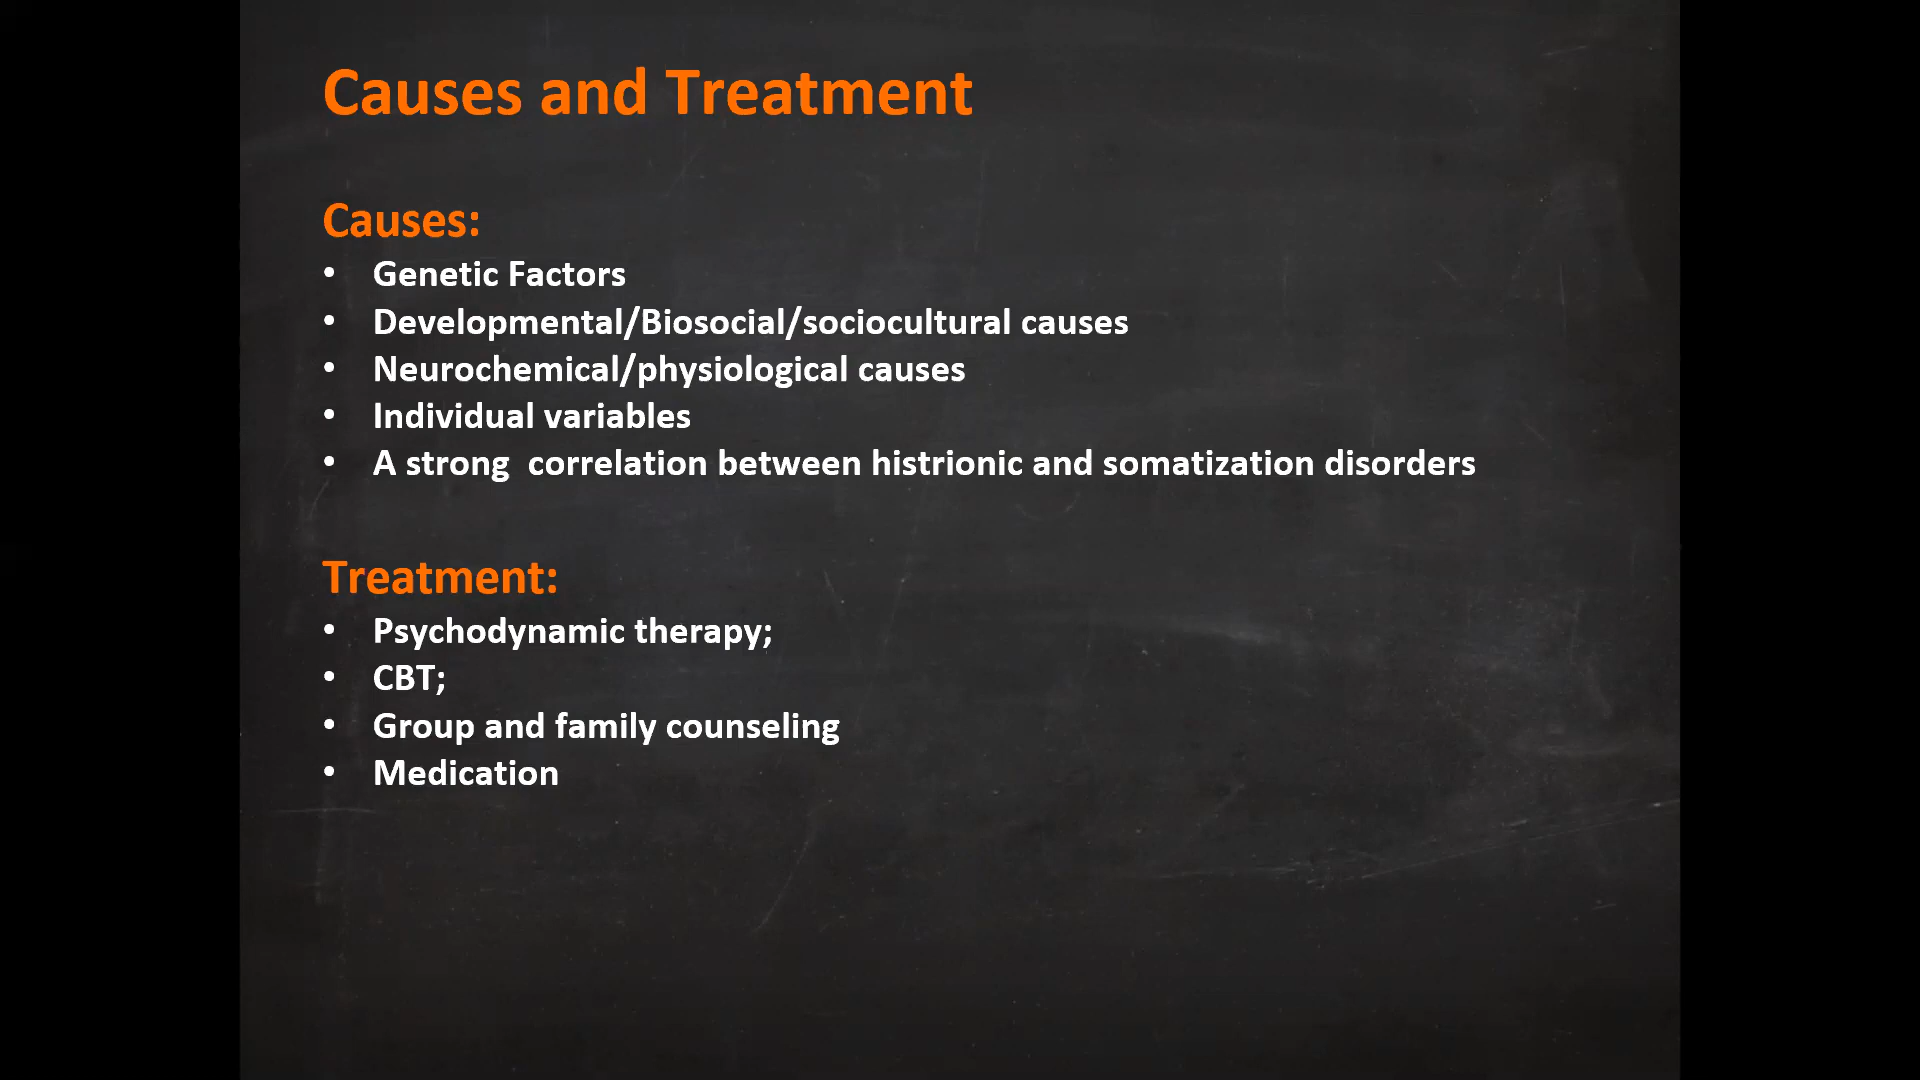 Causes and Treatment
Causes:
• Genetic Factors
• Developmental/Biosocial/sociocultural causes
• Neurochemical/physiological causes
• Individual variables
• A strong  correlation between histrionic and somatization disorders
Treatment:
• Psychodynamic therapy;
• CBT;
• Group and family counseling
• Medication